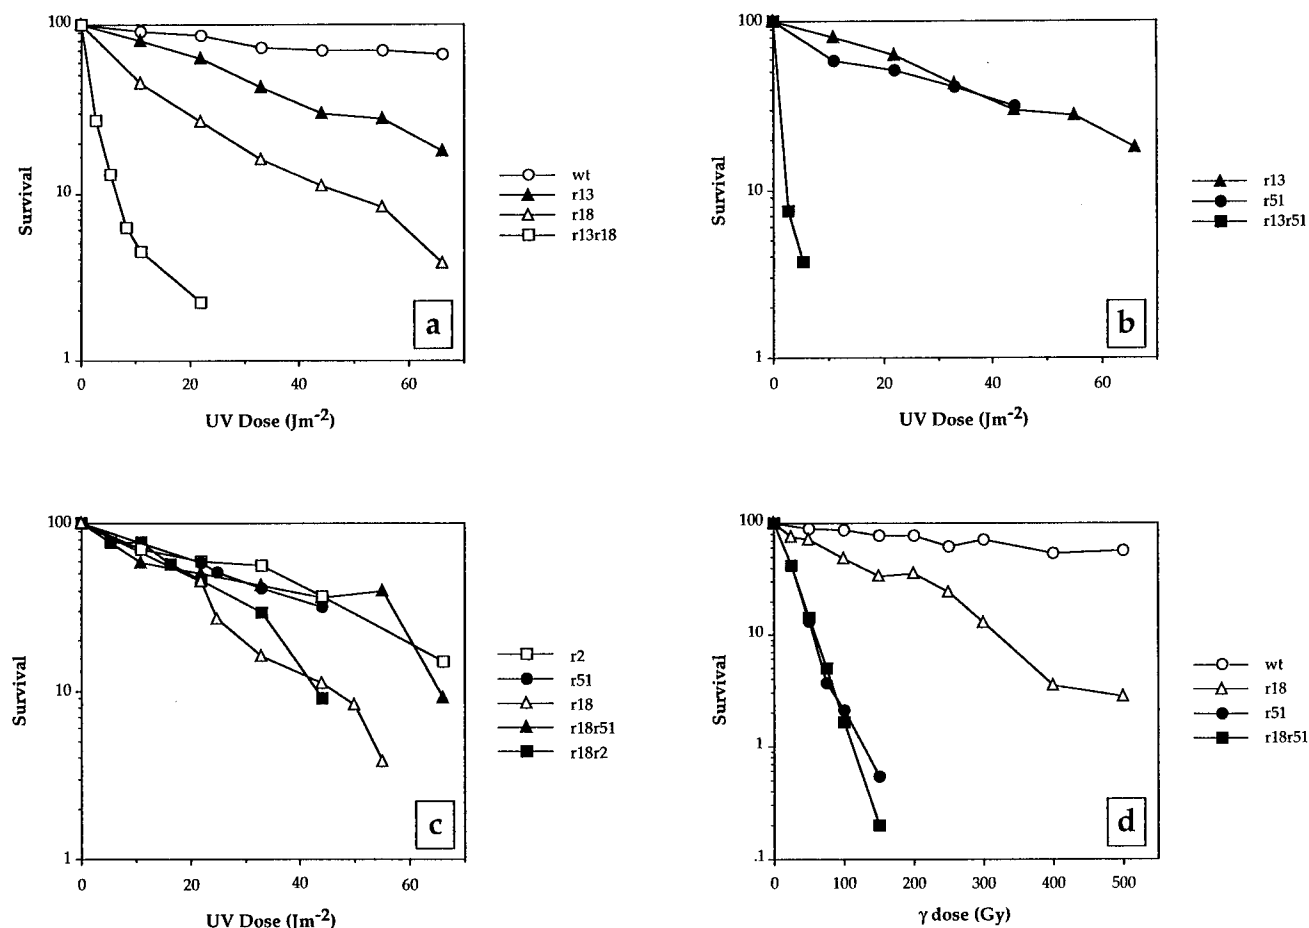 100
10
1
Survival
0
20
40
60
UV Dose (Jm-2)
wt
r13
r18
r13r18
a
100
10
1
Survival
0
20
40
60
UV Dose (Jm-2)
r13
r51
r13r51
b
100
10
1
Survival
0
20
40
60
UV Dose (Jm-2)
r2
r51
r18
r18r51
r18r2
c
100
10
1
.1
Survival
0
100
200
300
400
500
γ dose (Gy)
wt
r18
r51
r18r51
d